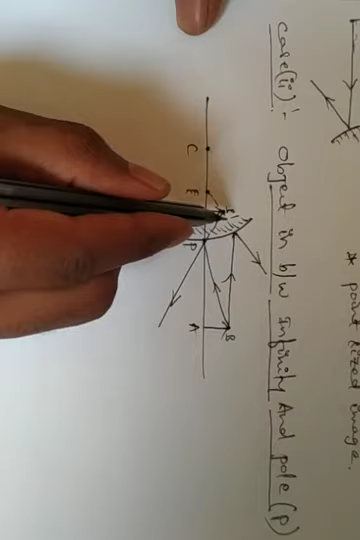 * point sized image.
case(ii):- object in b/w infinity And pole (p)
A
B
P
F
C